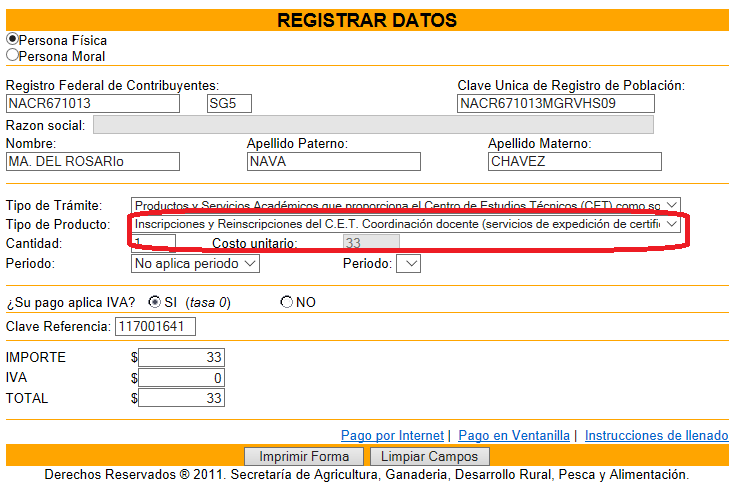 REGISTRAR DATOS
Persona Física
Persona Moral
Registro Federal de Contribuyentes: Clave Unica de Registro de Población:
NACR671013 SG5 NACR671013MGRVHS09
Razon social:
Nombre: Apellido Paterno: Apellido Materno:
MA. DEL ROSARIo NAVA CHAVEZ
Tipo de Trámite: Productos y Servicios Académicos que proporciona el Centro de Estudios Técnicos (CET) como so
Tipo de Producto: Inscripciones y Reinscripciones del C.E.T. Coordinación docente (servicios de expedición de certifi
Cantidad: 1 Costo unitario: 33
Periodo: No aplica periodo Periodo:
¿Su pago aplica IVA? SI (tasa 0) NO
Clave Referencia: 117001641
IMPORTE $ 33
IVA $ 0
TOTAL $ 33
Pago por Internet | Pago en Ventanilla | Instrucciones de llenado
Imprimir Forma Limpiar Campos
Derechos Reservados ® 2011. Secretaría de Agricultura, Ganaderia, Desarrollo Rural, Pesca y Alimentación.